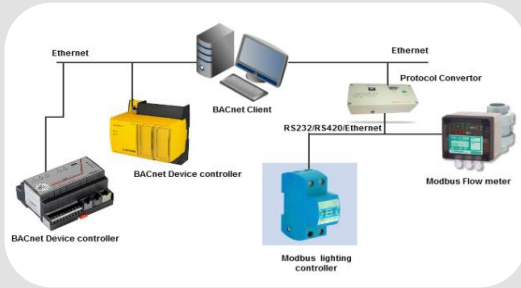 Ethernet
Ethernet
Protocol Convertor
BACnet Client
RS232/RS420/Ethernet
BACnet Device controller
Modbus Flow meter
BACnet Device controller
Modbus lighting
controller